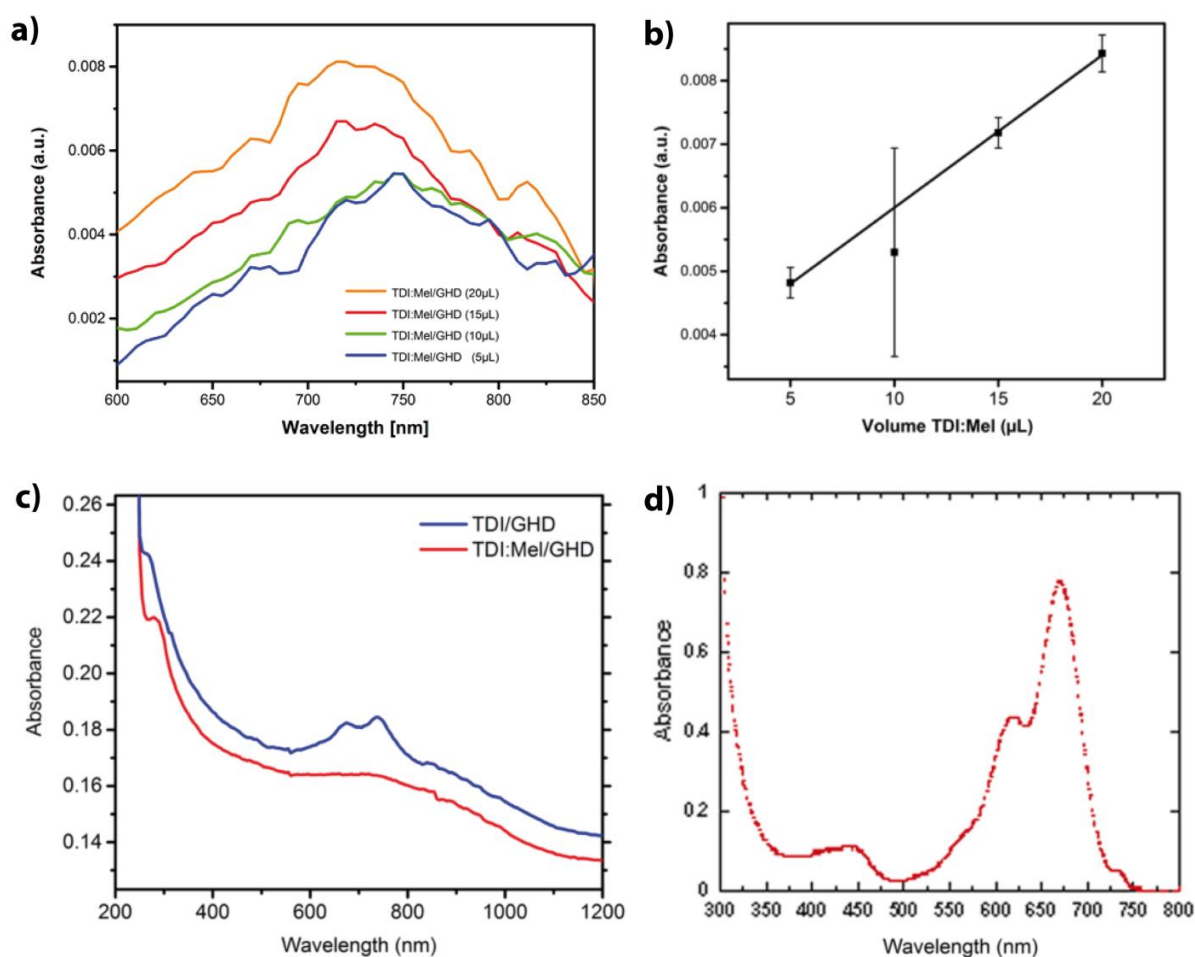 a)
Absorbance (a.u.)
0.008
0.006
0.004
0.002
TDI:Mel/GHD (20µL)
TDI:Mel/GHD (15µL)
TDI:Mel/GHD (10µL)
TDI:Mel/GHD (5µL)
600 650 700 750 800 850
Wavelength [nm]
b)
Absorbance (a.u.)
0.008
0.007
0.006
0.005
0.004
5 10 15 20
Volume TDI:Mel (µL)
c)
Absorbance
0.26
0.24
0.22
0.20
0.18
0.16
0.14
TDI/GHD
TDI:Mel/GHD
200 400 600 800 1000 1200
Wavelength (nm)
d)
Absorbance
1
0.8
0.6
0.4
0.2
0
300 350 400 450 500 550 600 650 700 750 800
Wavelength (nm)